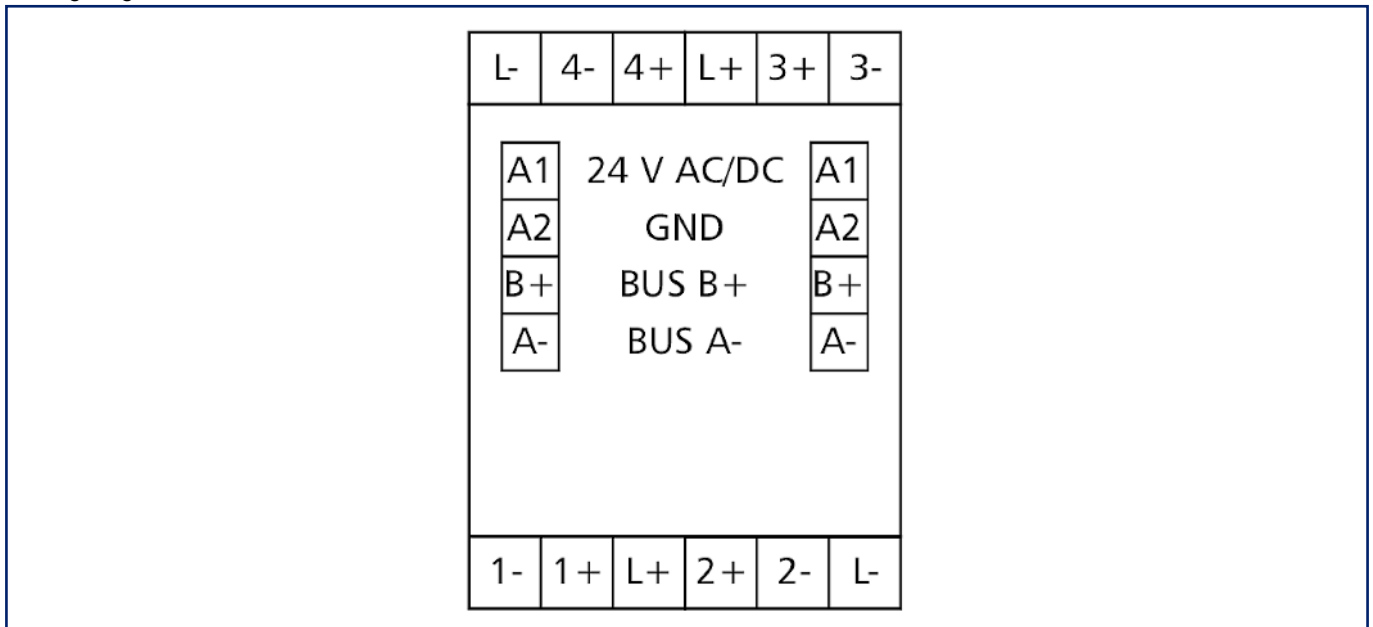 L- 4- 4+ L+ 3+ 3-
A1 24 V AC/DC A1
A2 GND A2
B+ BUS B+ B+
A- BUS A- A-
1- 1+ L+ 2+ 2- L-